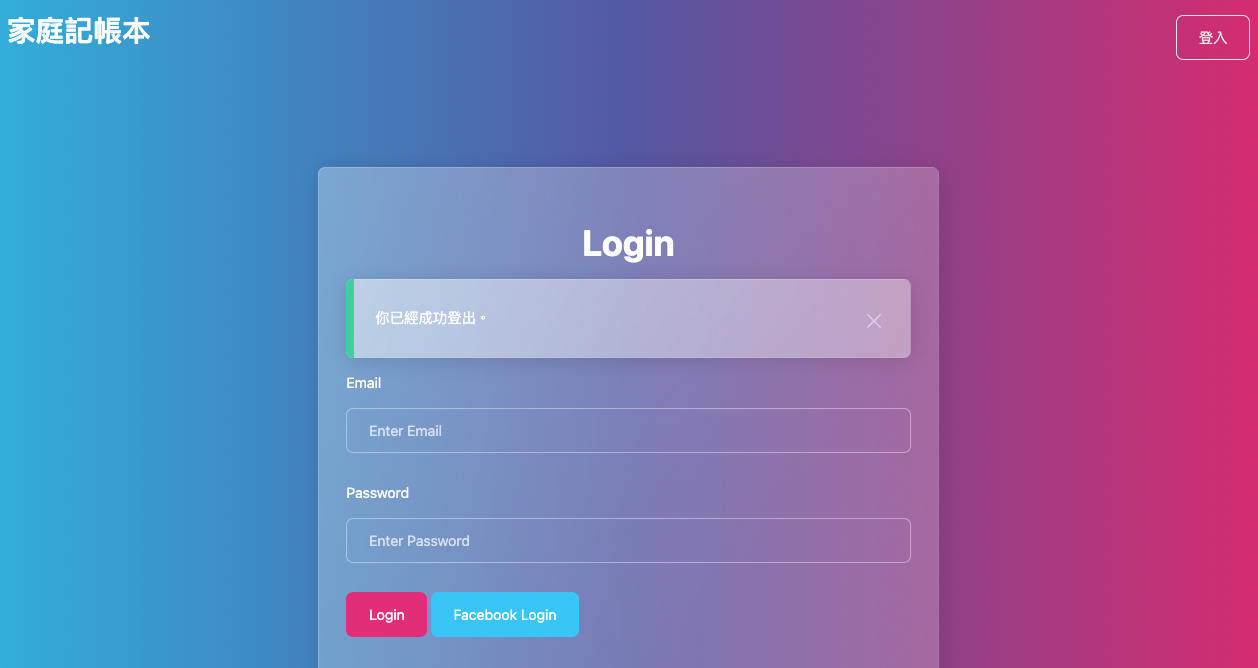 家庭記帳本
登入
Login
你已經成功登出。
Email
Enter Email
Password
Enter Password
Login Facebook Login